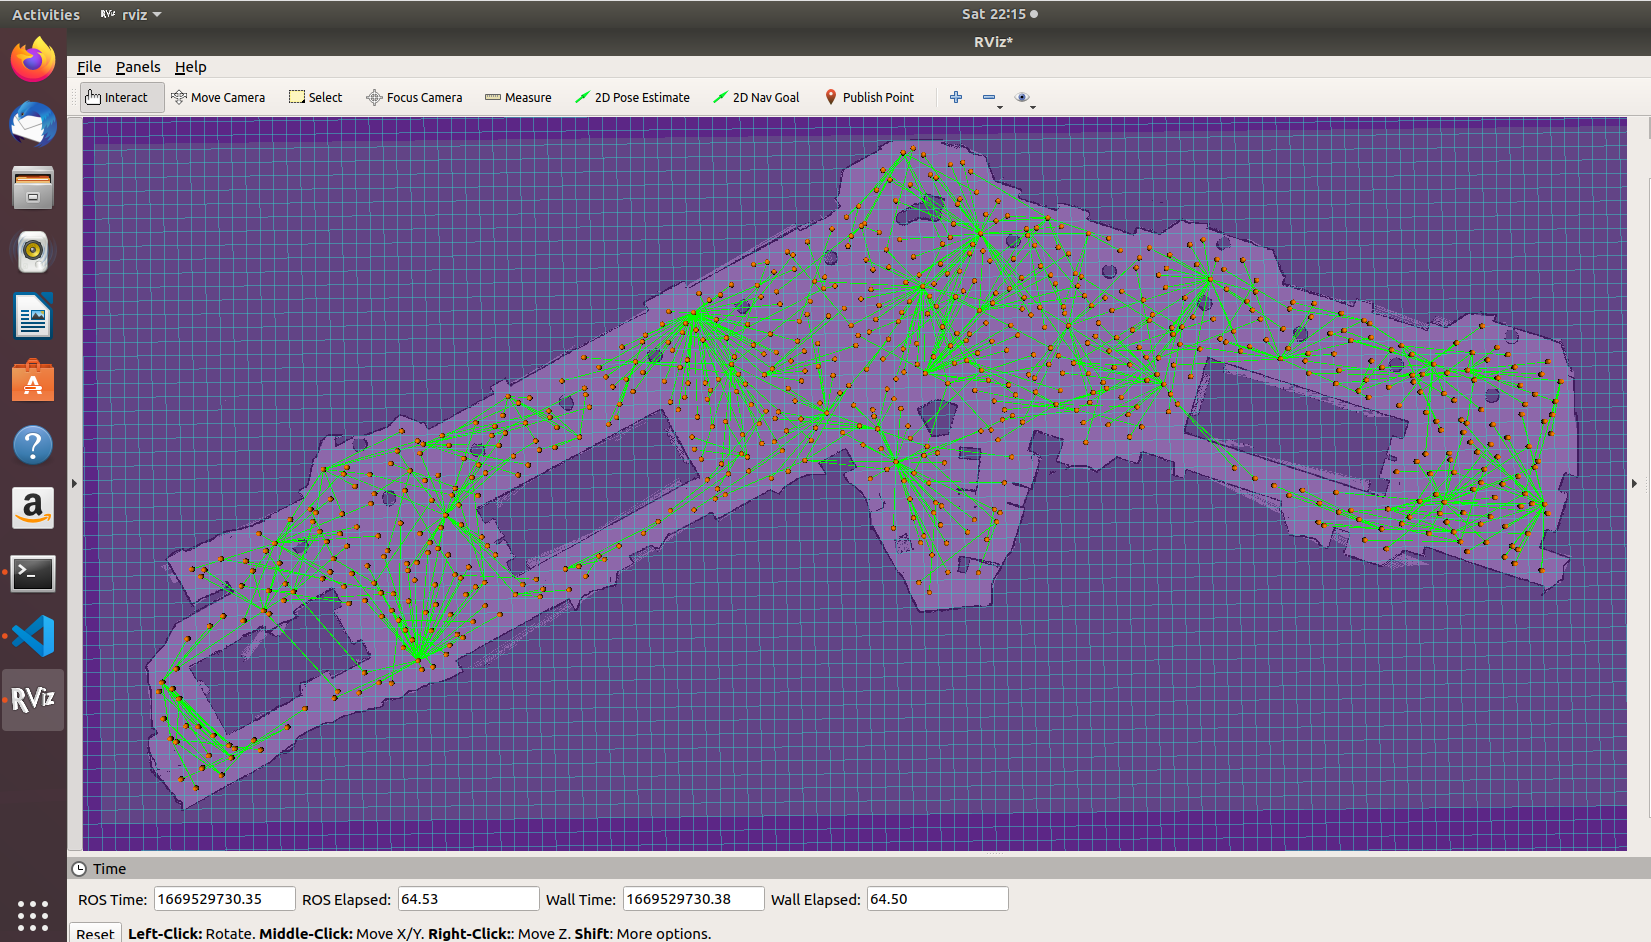 Activities RViz rviz Sat 22:15
RViz*
File Panels Help
Interact Move Camera Select Focus Camera Measure 2D Pose Estimate 2D Nav Goal Publish Point
A
?
a
>_
RViz
Time
ROS Time: 1669529730.35 ROS Elapsed: 64.53 Wall Time: 1669529730.38 Wall Elapsed: 64.50
Reset Left-Click: Rotate. Middle-Click: Move X/Y. Right-Click:: Move Z. Shift: More options.